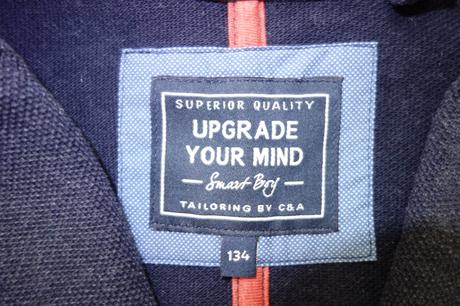 SUPERIOR QUALITY
UPGRADE
YOUR MIND
Smart Boy
TAILORING BY C&A
134